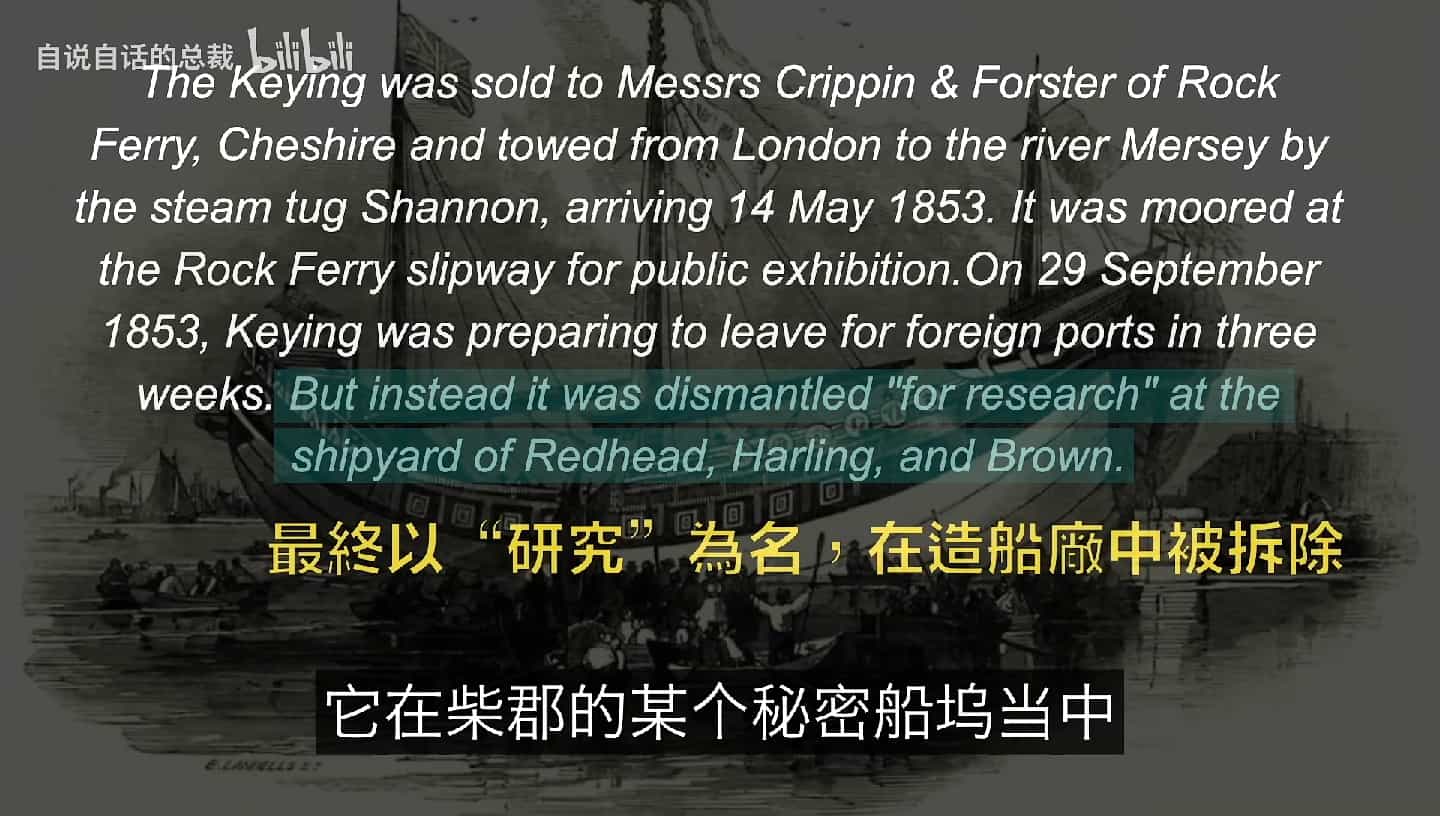 自说自话的总裁 bilibili
The Keying was sold to Messrs Crippin & Forster of Rock
Ferry, Cheshire and towed from London to the river Mersey by
the steam tug Shannon, arriving 14 May 1853. It was moored at
the Rock Ferry slipway for public exhibition.On 29 September
1853, Keying was preparing to leave for foreign ports in three
weeks. But instead it was dismantled "for research" at the
shipyard of Redhead, Harling, and Brown.
最終以“研究”為名，在造船廠中被拆除
它在柴郡的某个秘密船坞当中